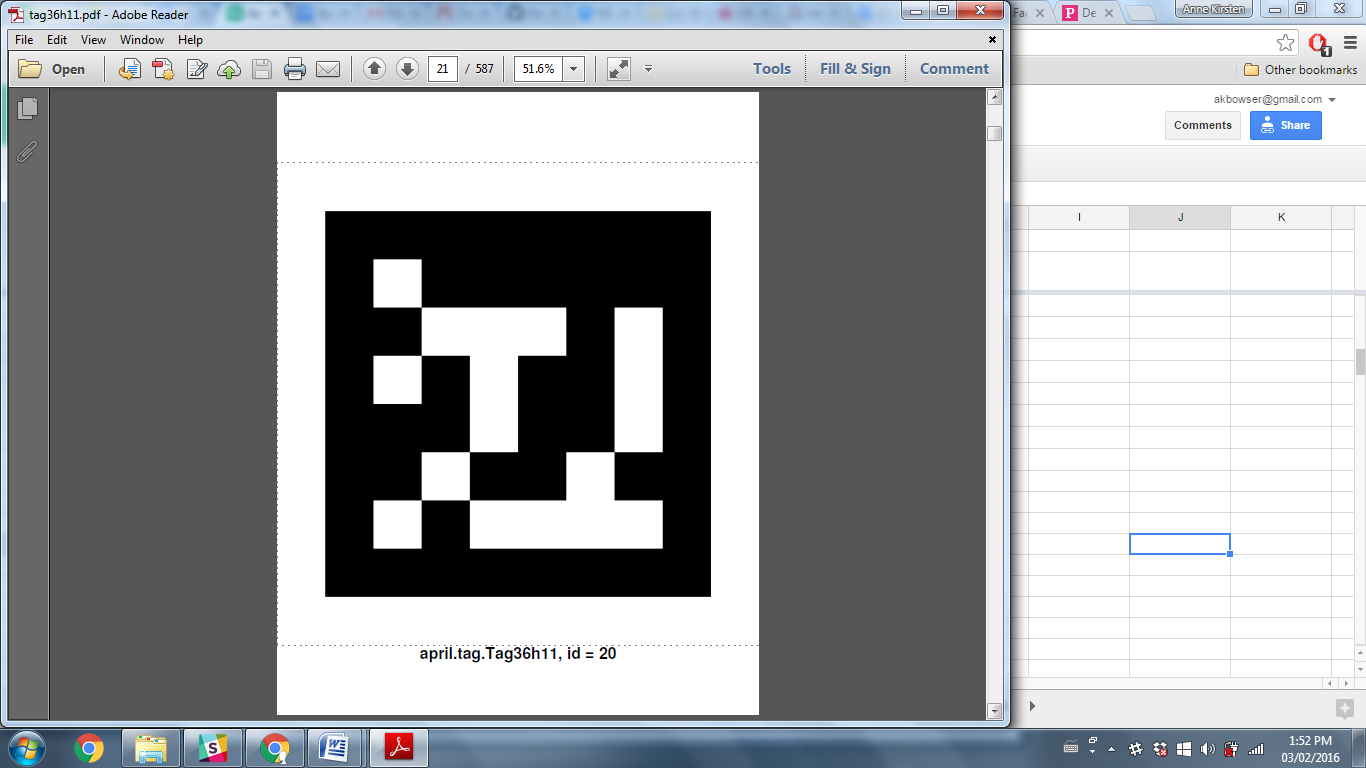 tag36h11.pdf - Adobe Reader
Anne Kirsten
De
File Edit View Window Help
Open 21 / 587 51.6% Tools Fill & Sign Comment
1
Other bookmarks
akbowser@gmail.com
Comments Share
I J K
april.tag.Tag36h11, id = 20
1:52 PM
03/02/2016